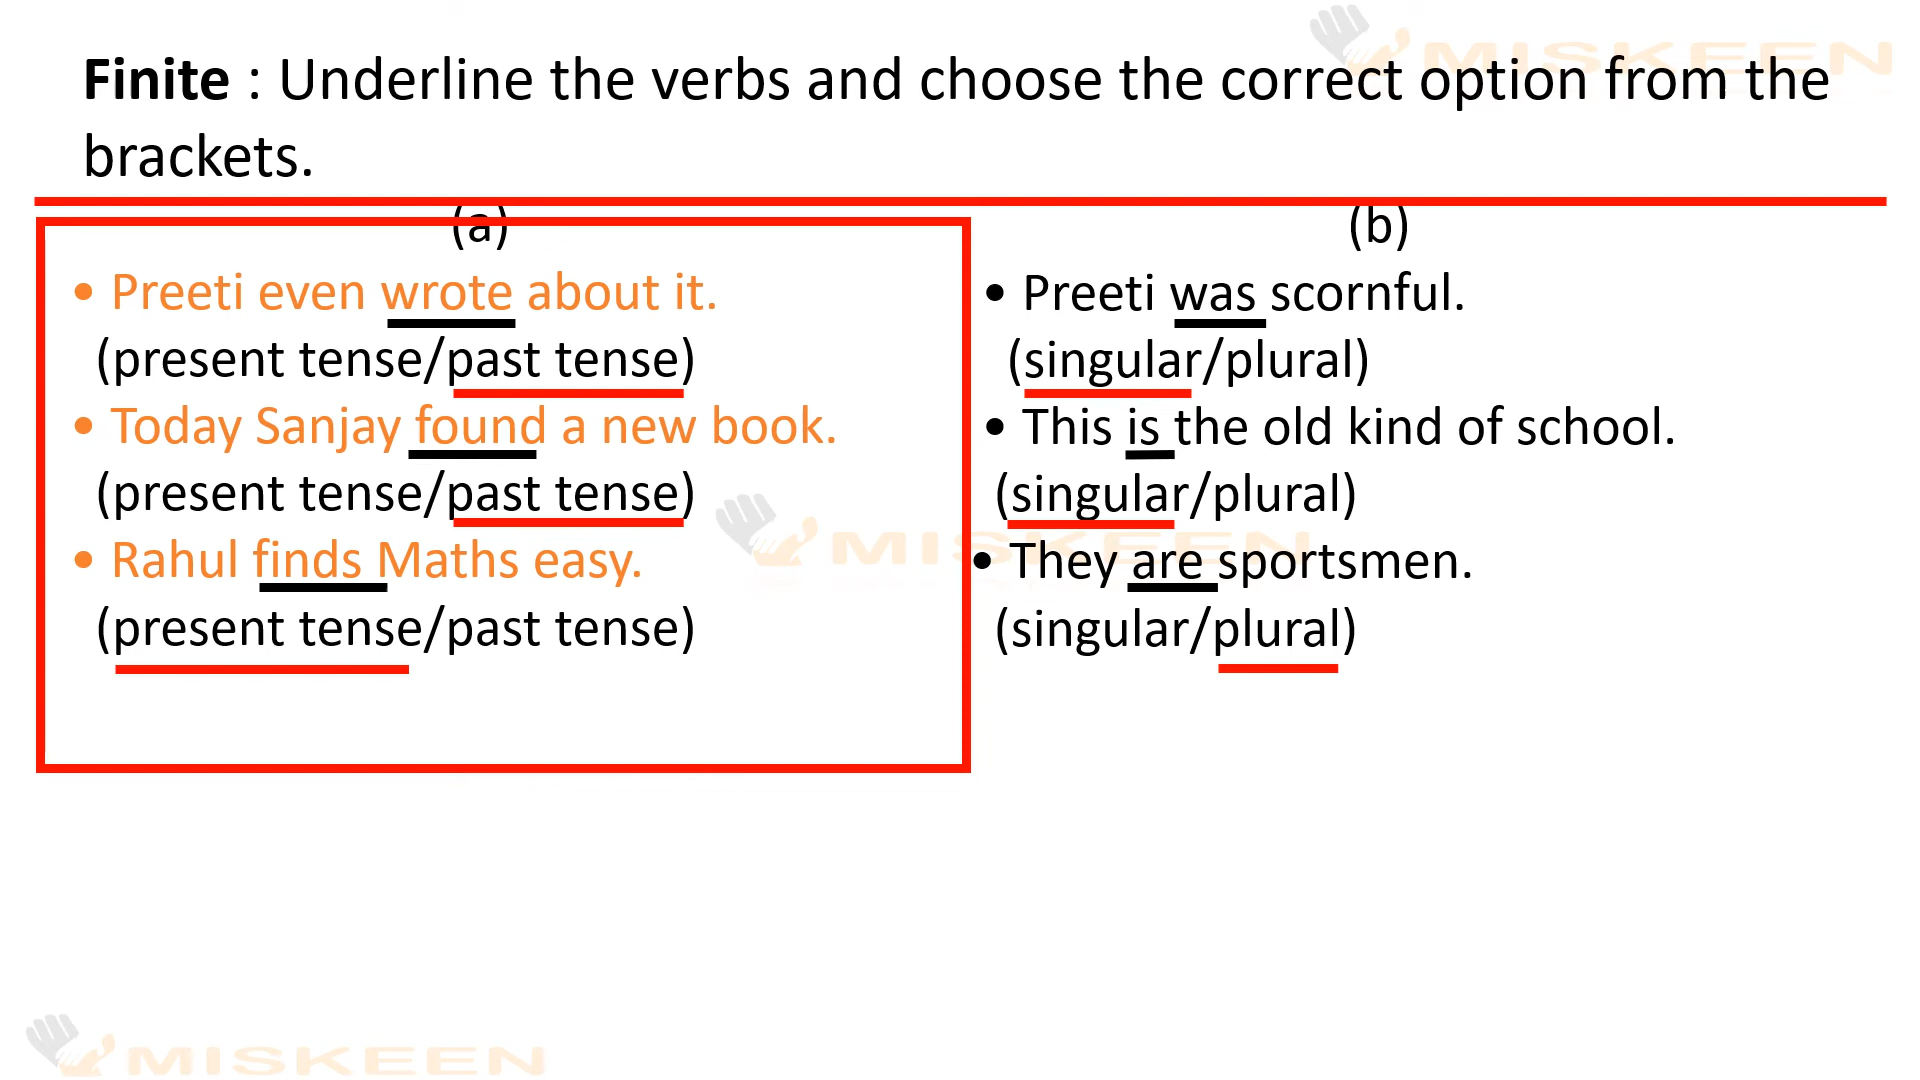 MISKEEN
Finite : Underline the verbs and choose the correct option from the
brackets.
(a)
• Preeti even wrote about it.
(present tense/past tense)
• Today Sanjay found a new book.
(present tense/past tense)
• Rahul finds Maths easy.
(present tense/past tense)
(b)
• Preeti was scornful.
(singular/plural)
• This is the old kind of school.
(singular/plural)
• They are sportsmen.
(singular/plural)
MISKEEN
MISKEEN